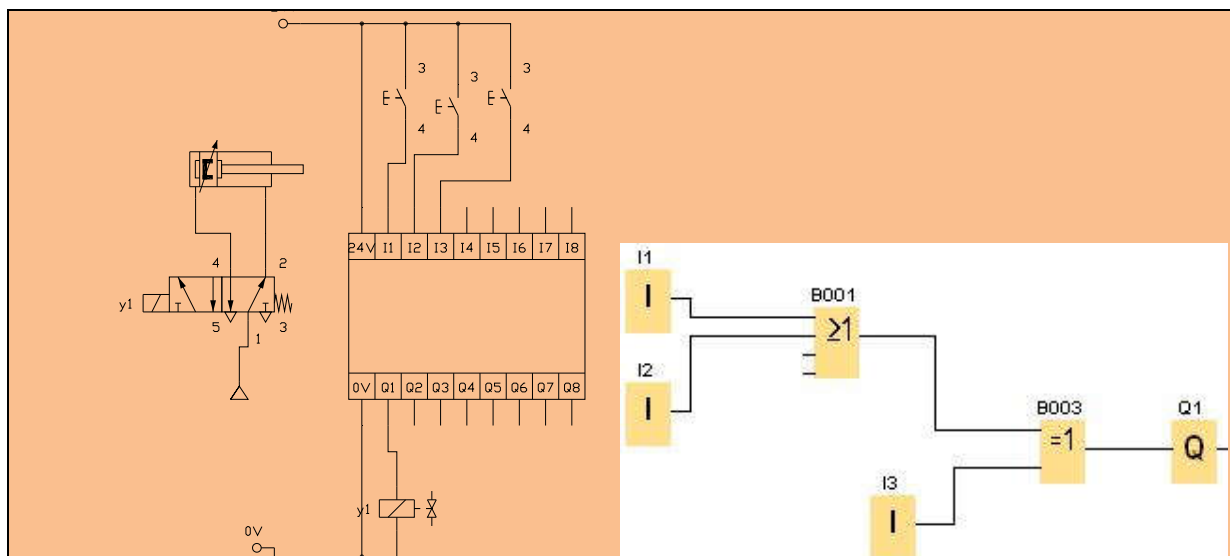 3 3 3
4 4 4
4 2
y1
5 3
1
24V I1 I2 I3 I4 I5 I6 I7 I8
0V Q1 Q2 Q3 Q4 Q5 Q6 Q7 Q8
y1
0V
I1
I
B001
≥1
I2
I
B003
=1
Q1
Q
I3
I